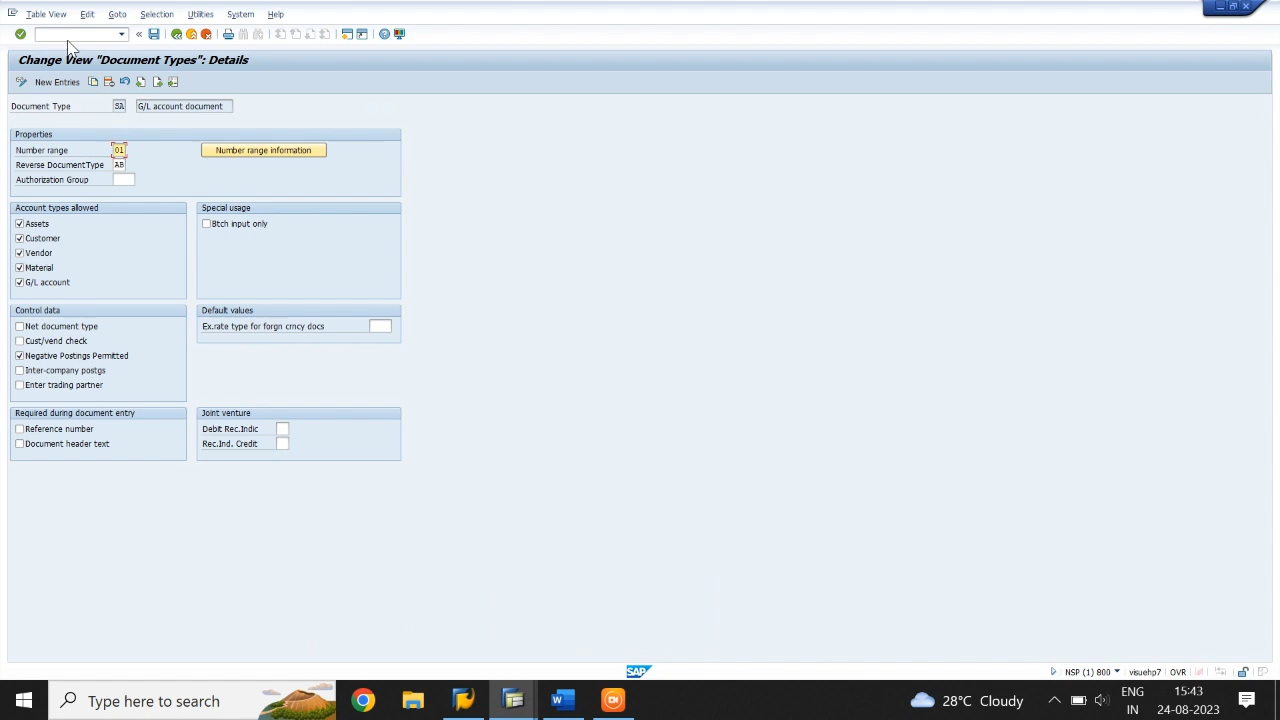 Table View Edit Goto Selection Utilities System Help
Change View "Document Types": Details
New Entries
Document Type SA G/L account document
Properties
Number range 01 Number range information
Reverse DocumentType AB
Authorization Group
Account types allowed Special usage
Assets Btch input only
Customer
Vendor
Material
G/L account
Control data Default values
Net document type Ex.rate type for forgn crncy docs
Cust/vend check
Negative Postings Permitted
Inter-company postgs
Enter trading partner
Required during document entry Joint venture
Reference number Debit Rec.Indic
Document header text Rec.Ind. Credit
SAP NSP (1) 800 visuehp7 OVR
Type here to search 28°C Cloudy ENG IN 15:43 24-08-2023